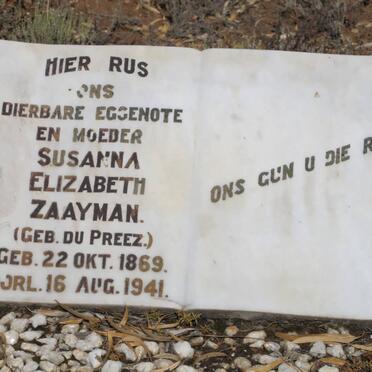 HIER RUS
ONS
DIERBARE EGGENOTE
EN MOEDER
SUSANNA
ELIZABETH
ZAAYMAN.
(GEB. DU PREEZ.)
GEB. 22 OKT. 1869.
ORL. 16 AUG. 1941.
ONS GUN U DIE R